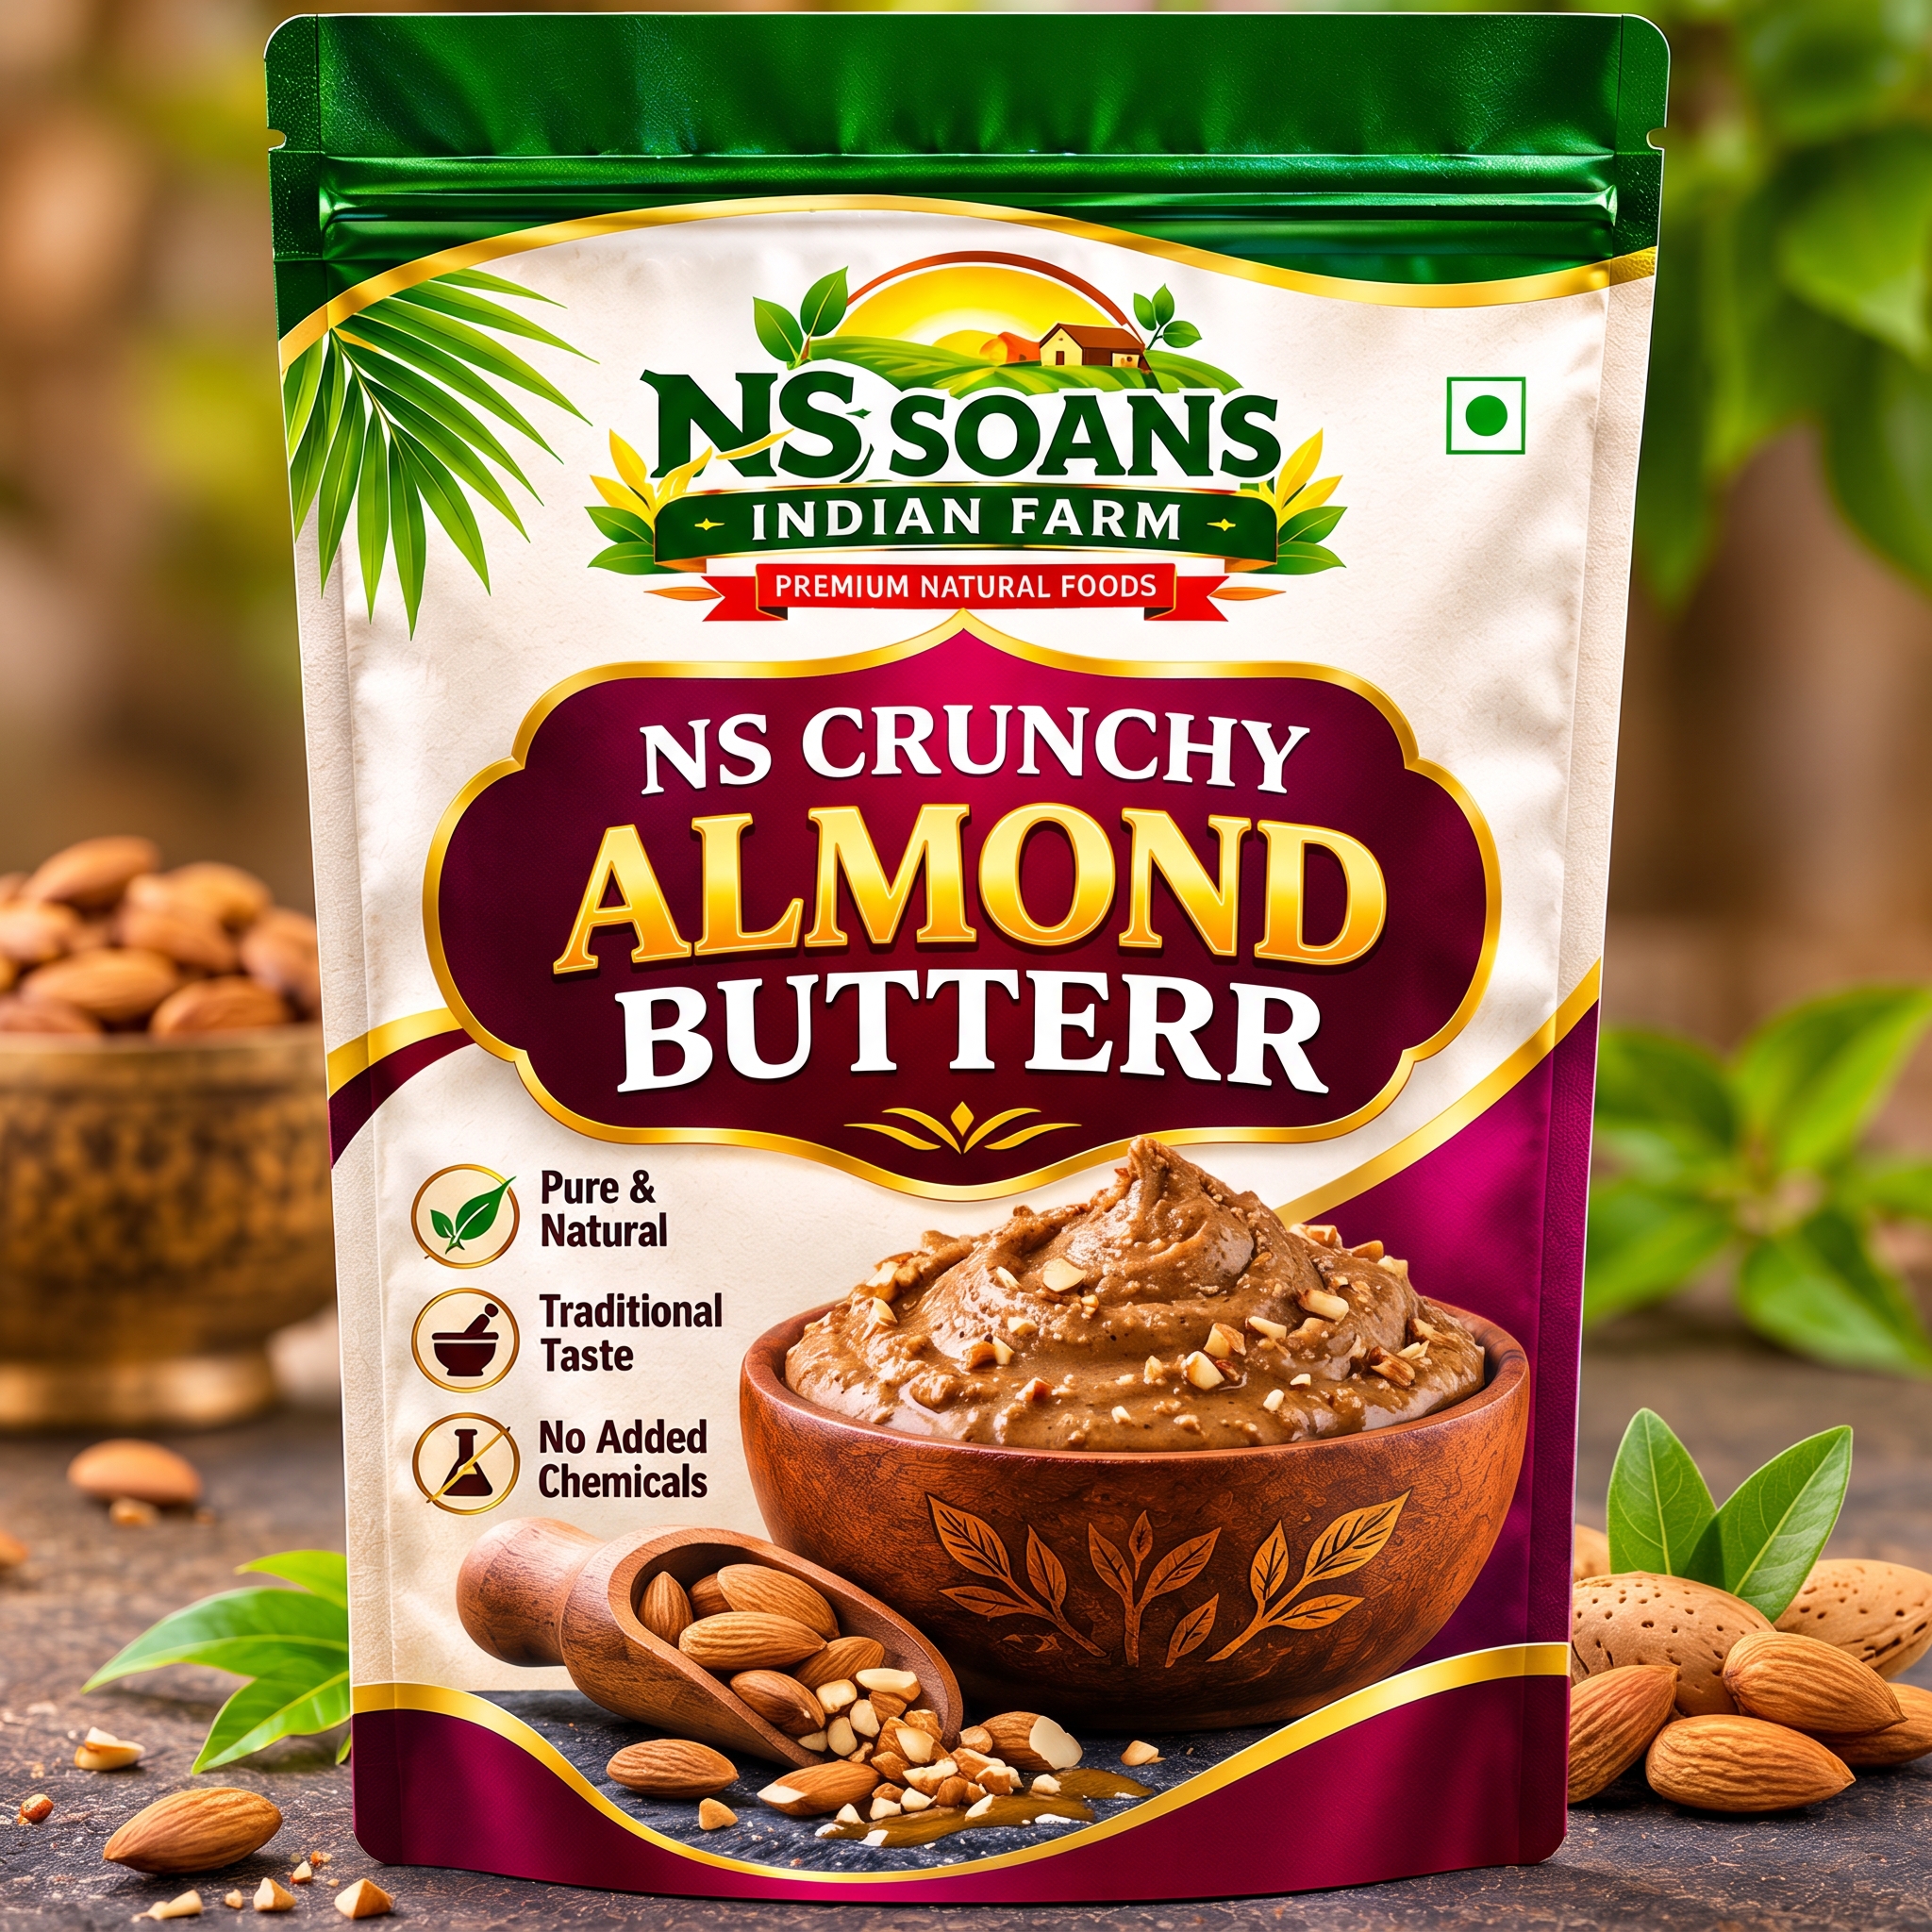 NS SOANS
INDIAN FARM
PREMIUM NATURAL FOODS
NS CRUNCHY
ALMOND
BUTTERR
Pure &
Natural
Traditional
Taste
No Added
Chemicals